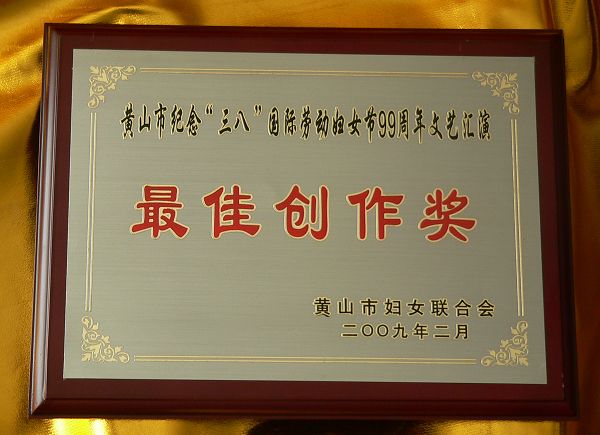 黄山市纪念“三八”国际劳动妇女节99周年文艺汇演
最佳创作奖
黄山市妇女联合会
二〇〇九年二月